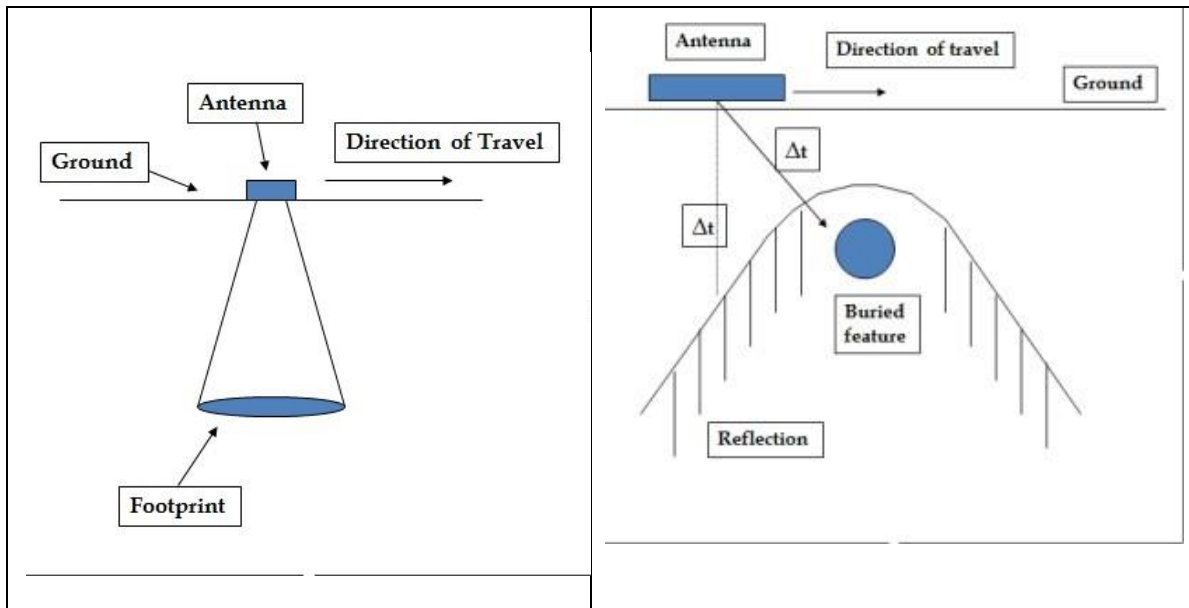 Antenna
Direction of Travel
Ground
Footprint
Antenna
Direction of travel
Ground
Δt
Δt
Buried
feature
Reflection